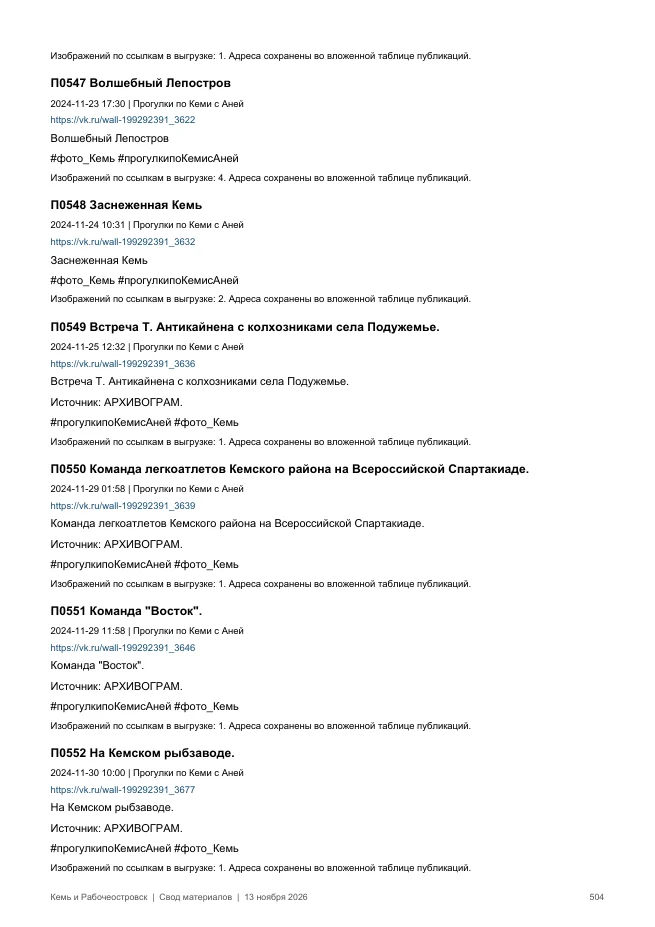 Изображений по ссылкам в выгрузке: 1. Адреса сохранены во вложенной таблице публикаций.
П0547 Волшебный Лепостров
2024-11-23 17:30 | Прогулки по Кеми с Аней
https://vk.ru/wall-199292391_3622
Волшебный Лепостров
#фото_Кемь #прогулкипоКемисАней
Изображений по ссылкам в выгрузке: 4. Адреса сохранены во вложенной таблице публикаций.
П0548 Заснеженная Кемь
2024-11-24 10:31 | Прогулки по Кеми с Аней
https://vk.ru/wall-199292391_3632
Заснеженная Кемь
#фото_Кемь #прогулкипоКемисАней
Изображений по ссылкам в выгрузке: 2. Адреса сохранены во вложенной таблице публикаций.
П0549 Встреча Т. Антикайнена с колхозниками села Подужемье.
2024-11-25 12:32 | Прогулки по Кеми с Аней
https://vk.ru/wall-199292391_3636
Встреча Т. Антикайнена с колхозниками села Подужемье.
Источник: АРХИВОГРАМ.
#прогулкипоКемисАней #фото_Кемь
Изображений по ссылкам в выгрузке: 1. Адреса сохранены во вложенной таблице публикаций.
П0550 Команда легкоатлетов Кемского района на Всероссийской Спартакиаде.
2024-11-29 01:58 | Прогулки по Кеми с Аней
https://vk.ru/wall-199292391_3639
Команда легкоатлетов Кемского района на Всероссийской Спартакиаде.
Источник: АРХИВОГРАМ.
#прогулкипоКемисАней #фото_Кемь
Изображений по ссылкам в выгрузке: 1. Адреса сохранены во вложенной таблице публикаций.
П0551 Команда "Восток".
2024-11-29 11:58 | Прогулки по Кеми с Аней
https://vk.ru/wall-199292391_3646
Команда "Восток".
Источник: АРХИВОГРАМ.
#прогулкипоКемисАней #фото_Кемь
Изображений по ссылкам в выгрузке: 1. Адреса сохранены во вложенной таблице публикаций.
П0552 На Кемском рыбзаводе.
2024-11-30 10:00 | Прогулки по Кеми с Аней
https://vk.ru/wall-199292391_3677
На Кемском рыбзаводе.
Источник: АРХИВОГРАМ.
#прогулкипоКемисАней #фото_Кемь
Изображений по ссылкам в выгрузке: 1. Адреса сохранены во вложенной таблице публикаций.
Кемь и Рабочеостровск | Свод материалов | 13 ноября 2026 504